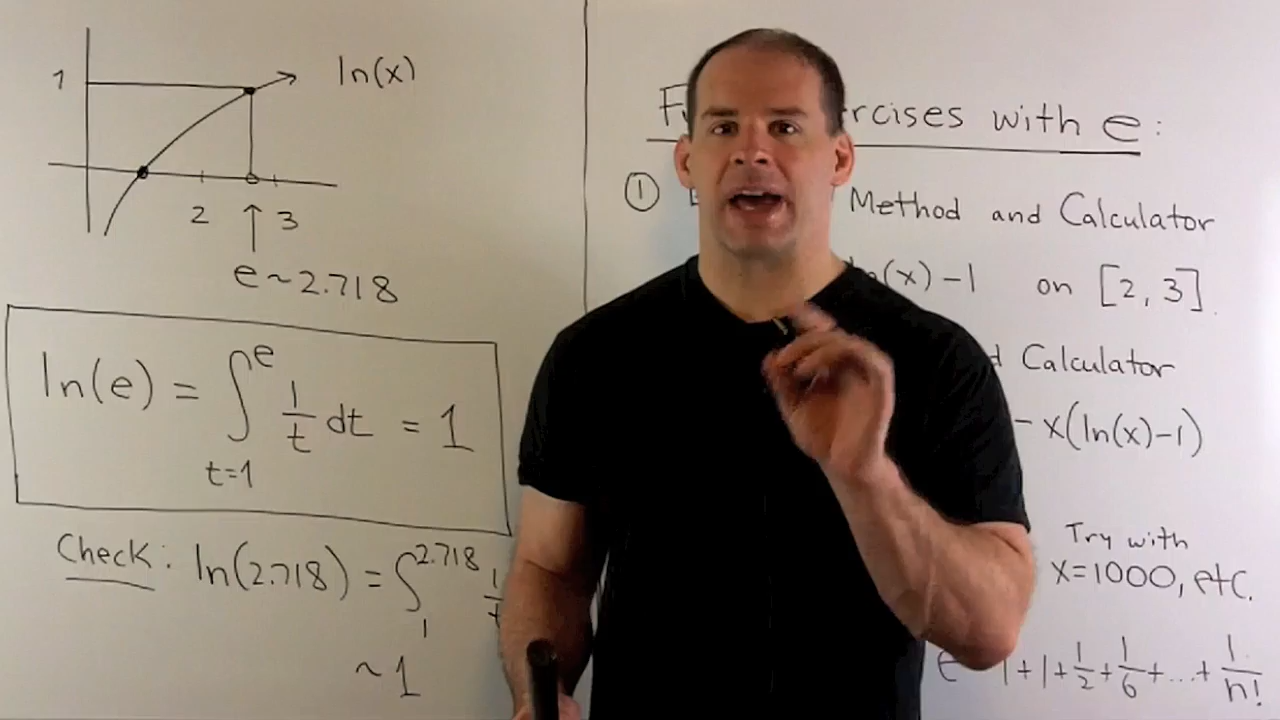 1
ln(x)
2 3
e ~ 2.718
ln(e) = ∫ e t=1 1/t dt = 1
Check: ln(2.718) = ∫ 2.718 1 1/t
~ 1
rcises with e:
① Method and Calculator
(x) - 1 on [2, 3].
Calculator
- x(ln(x) - 1)
Try with
x=1000, etc.
1 + 1 + 1/2 + 1/6 + ... + 1/n!